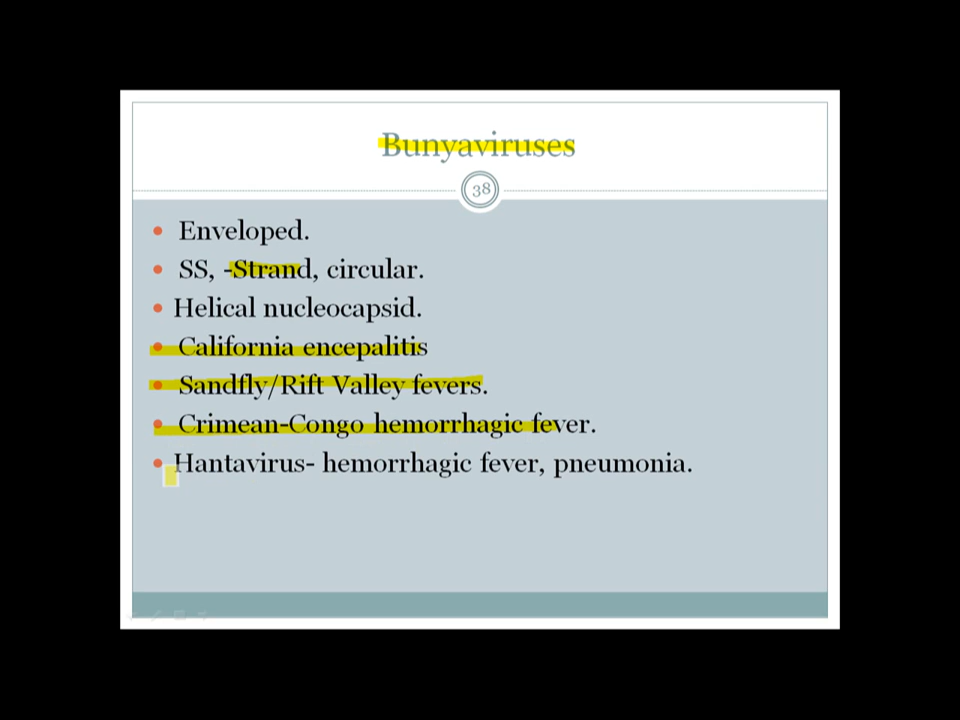 Bunyaviruses
38
Enveloped.
SS, -Strand, circular.
Helical nucleocapsid.
California encepalitis
Sandfly/Rift Valley fevers.
Crimean-Congo hemorrhagic fever.
Hantavirus- hemorrhagic fever, pneumonia.